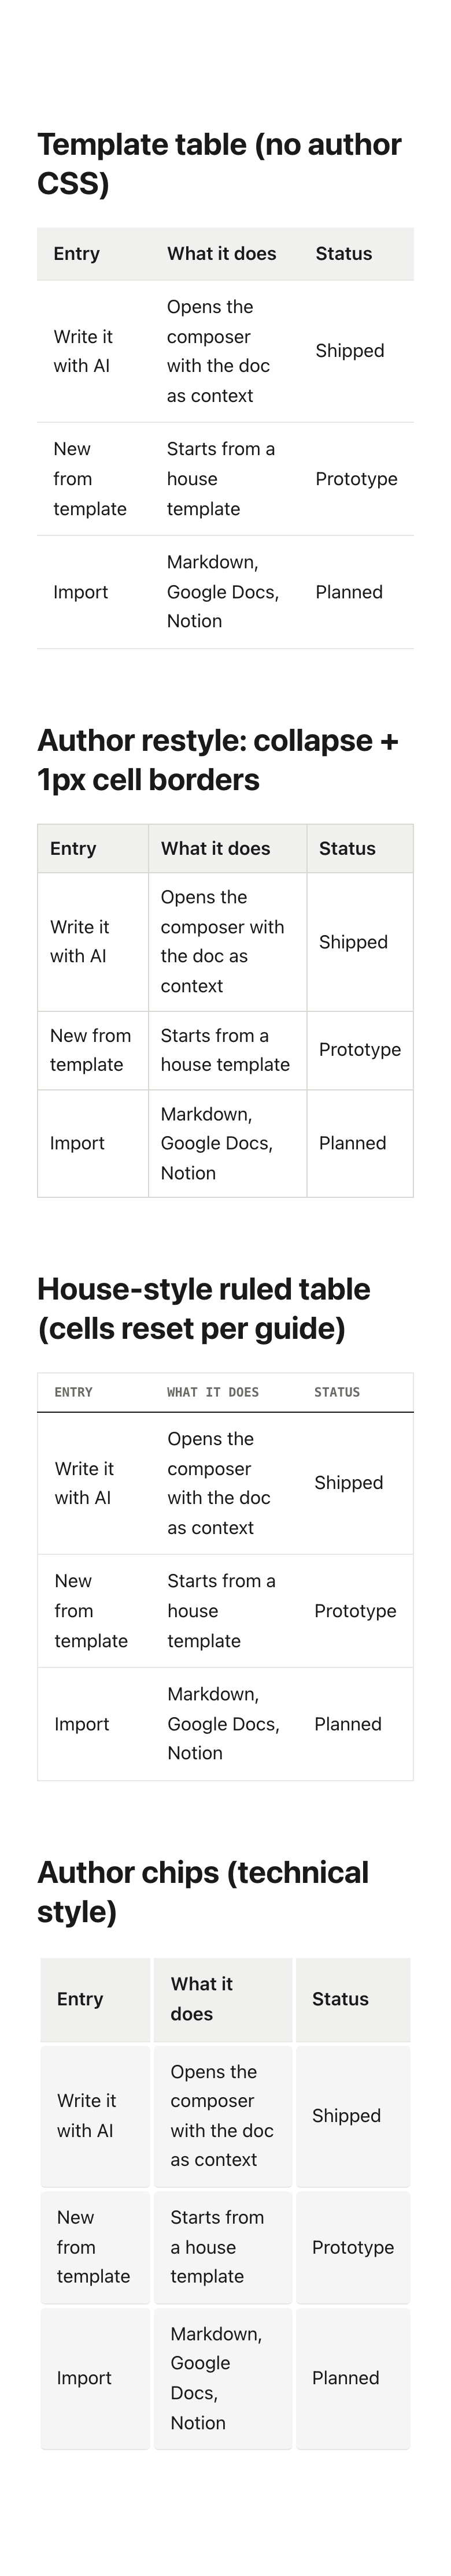 Template table (no author
CSS)
Entry What it does Status
Write it
with AI
Opens the
composer
with the doc
as context
Shipped
New
from
template
Starts from a
house
template
Prototype
Import
Markdown,
Google Docs,
Notion
Planned
Author restyle: collapse +
1px cell borders
Entry What it does Status
Write it
with AI
Opens the
composer with
the doc as
context
Shipped
New from
template
Starts from a
house template
Prototype
Import
Markdown,
Google Docs,
Notion
Planned
House-style ruled table
(cells reset per guide)
ENTRY WHAT IT DOES STATUS
Write it
with AI
Opens the
composer
with the doc
as context
Shipped
New
from
template
Starts from a
house
template
Prototype
Import
Markdown,
Google Docs,
Notion
Planned
Author chips (technical
style)
Entry
What it
does
Status
Write it
with AI
Opens the
composer
with the doc
as context
Shipped
New
from
template
Starts from
a house
template
Prototype
Import
Markdown,
Google
Docs,
Notion
Planned